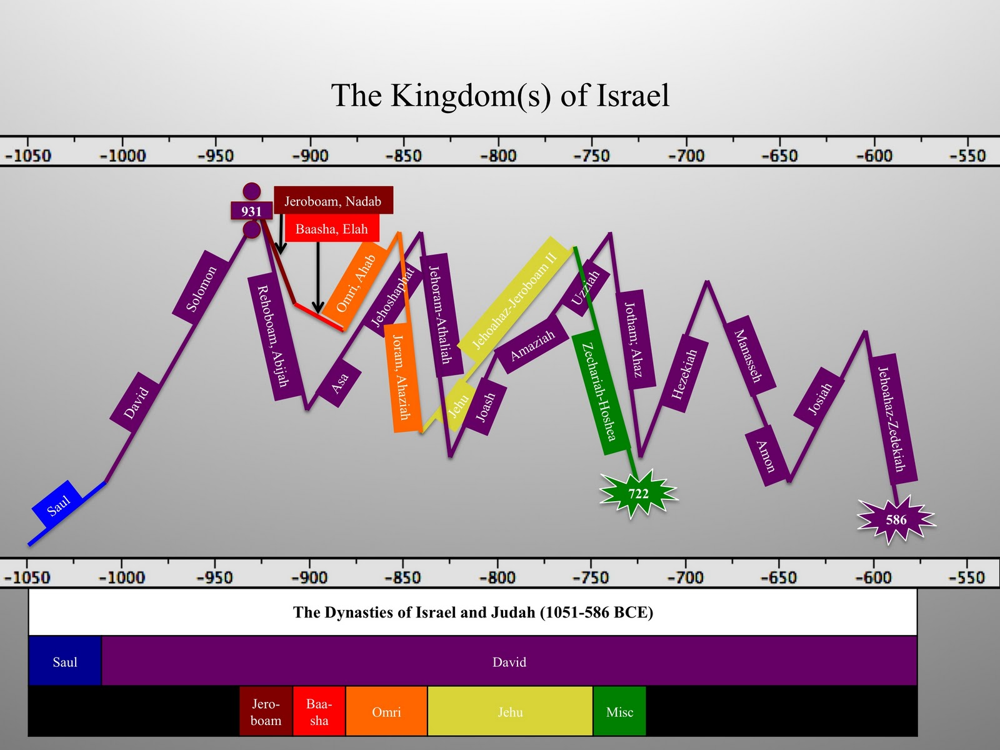 The Kingdom(s) of Israel
-1050 -1000 -950 -900 -850 -800 -750 -700 -650 -600 -550
931
Jeroboam, Nadab
Baasha, Elah
Saul
David
Solomon
Rehoboam, Abijah
Asa
Omri, Ahab
Jehoshaphat
Joram, Ahaziah
Jehoram-Athaliah
Jehu
Joash
Jehoahaz-Jeroboam II
Amaziah
Uzziah
Zechariah-Hoshea
Jotham; Ahaz
Hezekiah
Manasseh
Amon
Josiah
Jehoahaz-Zedekiah
722
586
-1050 -1000 -950 -900 -850 -800 -750 -700 -650 -600 -550
The Dynasties of Israel and Judah (1051-586 BCE)
Saul
David
Jero-
boam
Baa-
sha
Omri
Jehu
Misc